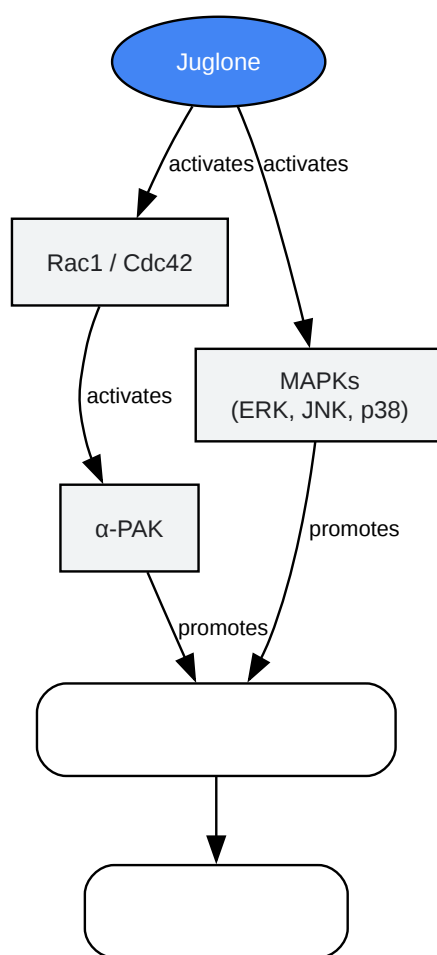 Juglone
activates
activates
Rac1 / Cdc42
MAPKs
(ERK, JNK, p38)
activates
α-PAK
promotes
promotes